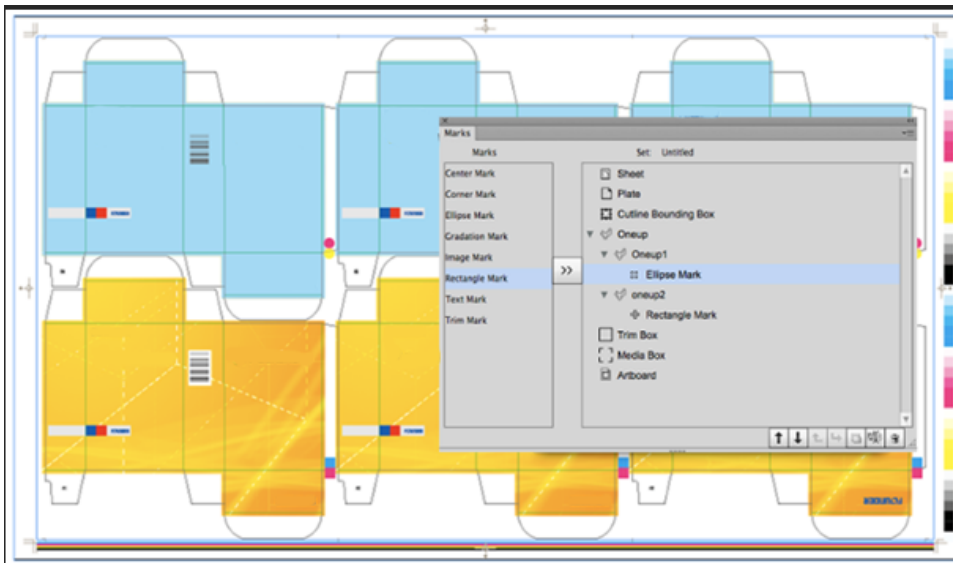 Marks
Marks
Set: Untitled
Center Mark
Corner Mark
Ellipse Mark
Gradation Mark
Image Mark
Rectangle Mark
Text Mark
Trim Mark
>>
Sheet
Plate
Cutline Bounding Box
Oneup
Oneup1
Ellipse Mark
oneup2
Rectangle Mark
Trim Box
Media Box
Artboard